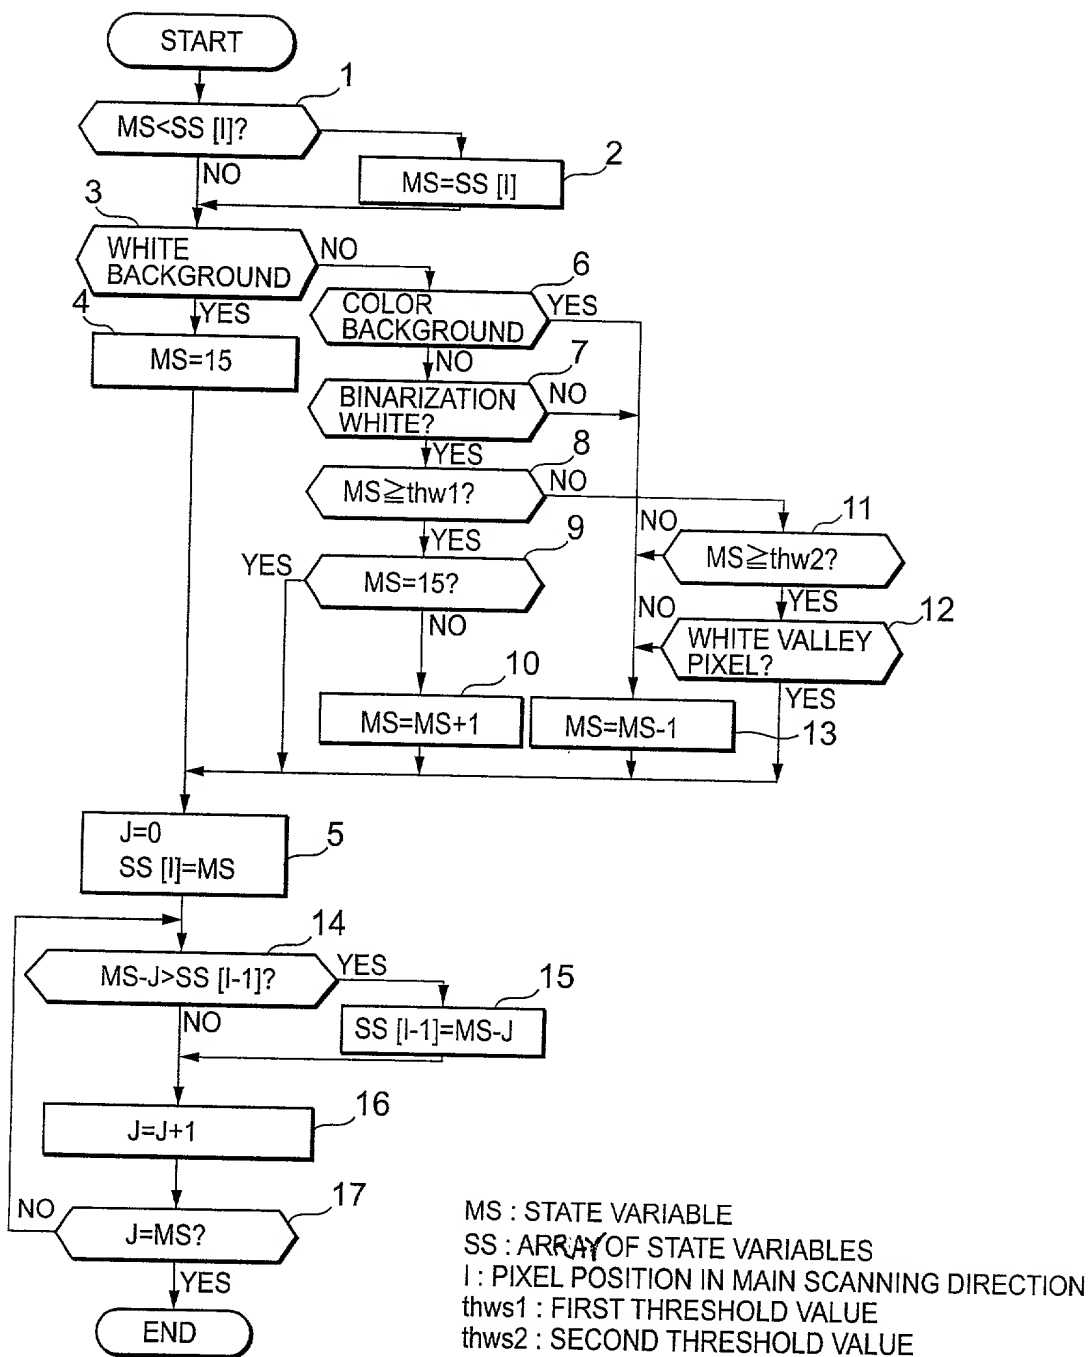 START
1
MS<SS [I]?
2
NO
MS=SS [I]
3
WHITE
BACKGROUND
NO
6
4
YES
COLOR
BACKGROUND
YES
MS=15
NO
7
BINARIZATION
WHITE?
NO
YES
8
MS≧thw1?
NO
11
NO
YES
9
MS≧thw2?
YES
MS=15?
YES
NO
12
NO
WHITE VALLEY
PIXEL?
10
YES
MS=MS+1
MS=MS-1
13
J=0
SS [I]=MS
5
14
MS-J>SS [I-1]?
YES
15
NO
SS [I-1]=MS-J
16
J=J+1
17
NO
J=MS?
YES
END
MS : STATE VARIABLE
SS : ARRAY OF STATE VARIABLES
I : PIXEL POSITION IN MAIN SCANNING DIRECTION
thws1 : FIRST THRESHOLD VALUE
thws2 : SECOND THRESHOLD VALUE